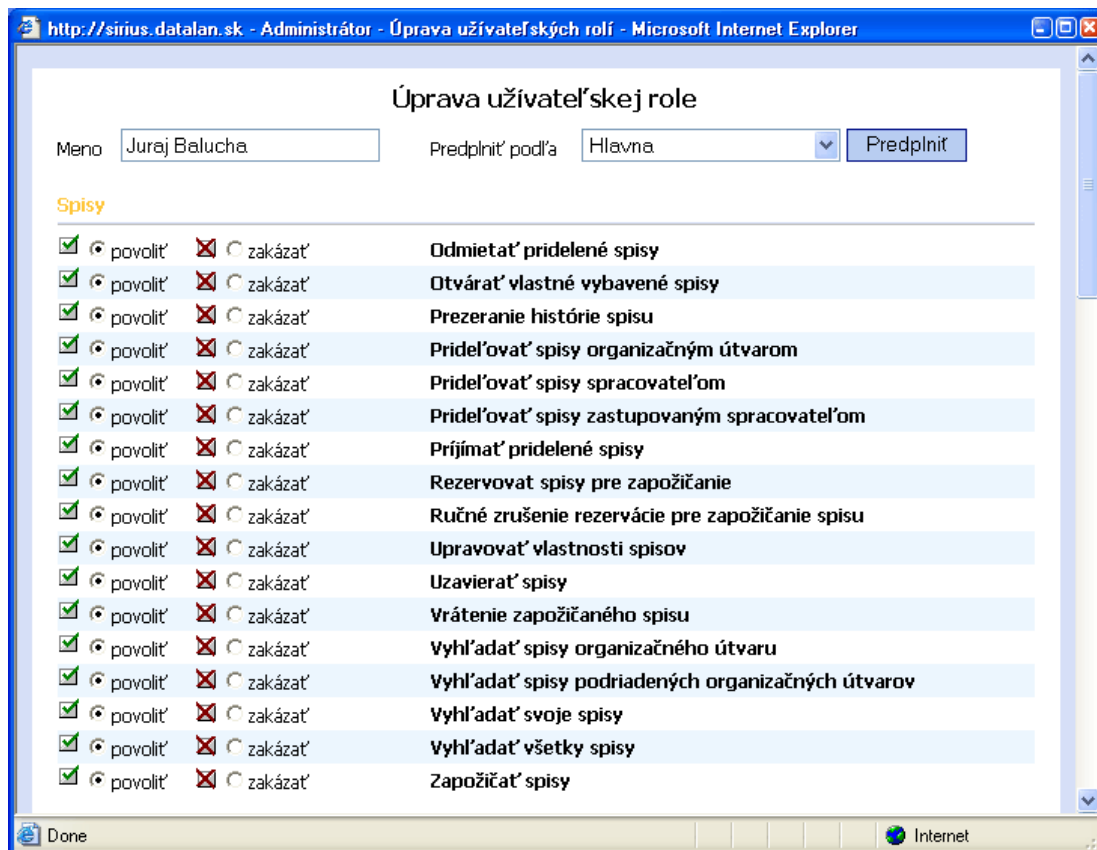 http://sirius.datalan.sk - Administrátor - Úprava užívateľských rolí - Microsoft Internet Explorer
Úprava užívateľskej role
Meno Juraj Balucha Predplniť podľa Hlavna Predplniť
Spisy
povoliť zakázať Odmietať pridelené spisy
povoliť zakázať Otvárať vlastné vybavené spisy
povoliť zakázať Prezeranie histórie spisu
povoliť zakázať Prideľovať spisy organizačným útvarom
povoliť zakázať Prideľovať spisy spracovateľom
povoliť zakázať Prideľovať spisy zastupovaným spracovateľom
povoliť zakázať Príjímať pridelené spisy
povoliť zakázať Rezervovat spisy pre zapožičanie
povoliť zakázať Ručné zrušenie rezervácie pre zapožičanie spisu
povoliť zakázať Upravovať vlastnosti spisov
povoliť zakázať Uzavierať spisy
povoliť zakázať Vrátenie zapožičaného spisu
povoliť zakázať Vyhľadať spisy organizačného útvaru
povoliť zakázať Vyhľadať spisy podriadených organizačných útvarov
povoliť zakázať Vyhľadať svoje spisy
povoliť zakázať Vyhľadať všetky spisy
povoliť zakázať Zapožičať spisy
Done Internet